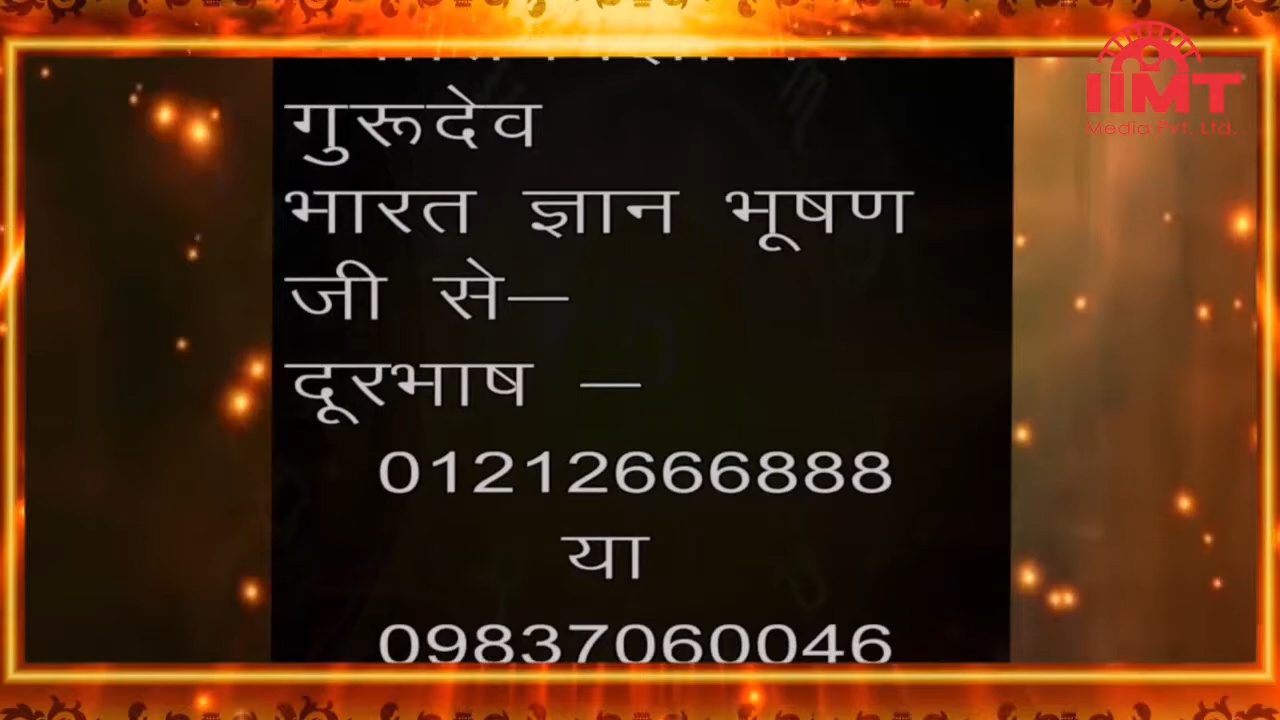 IIMT
Media Pvt. Ltd.
गुरूदेव
भारत ज्ञान भूषण
जी से—
दूरभाष —
01212666888
या
09837060046